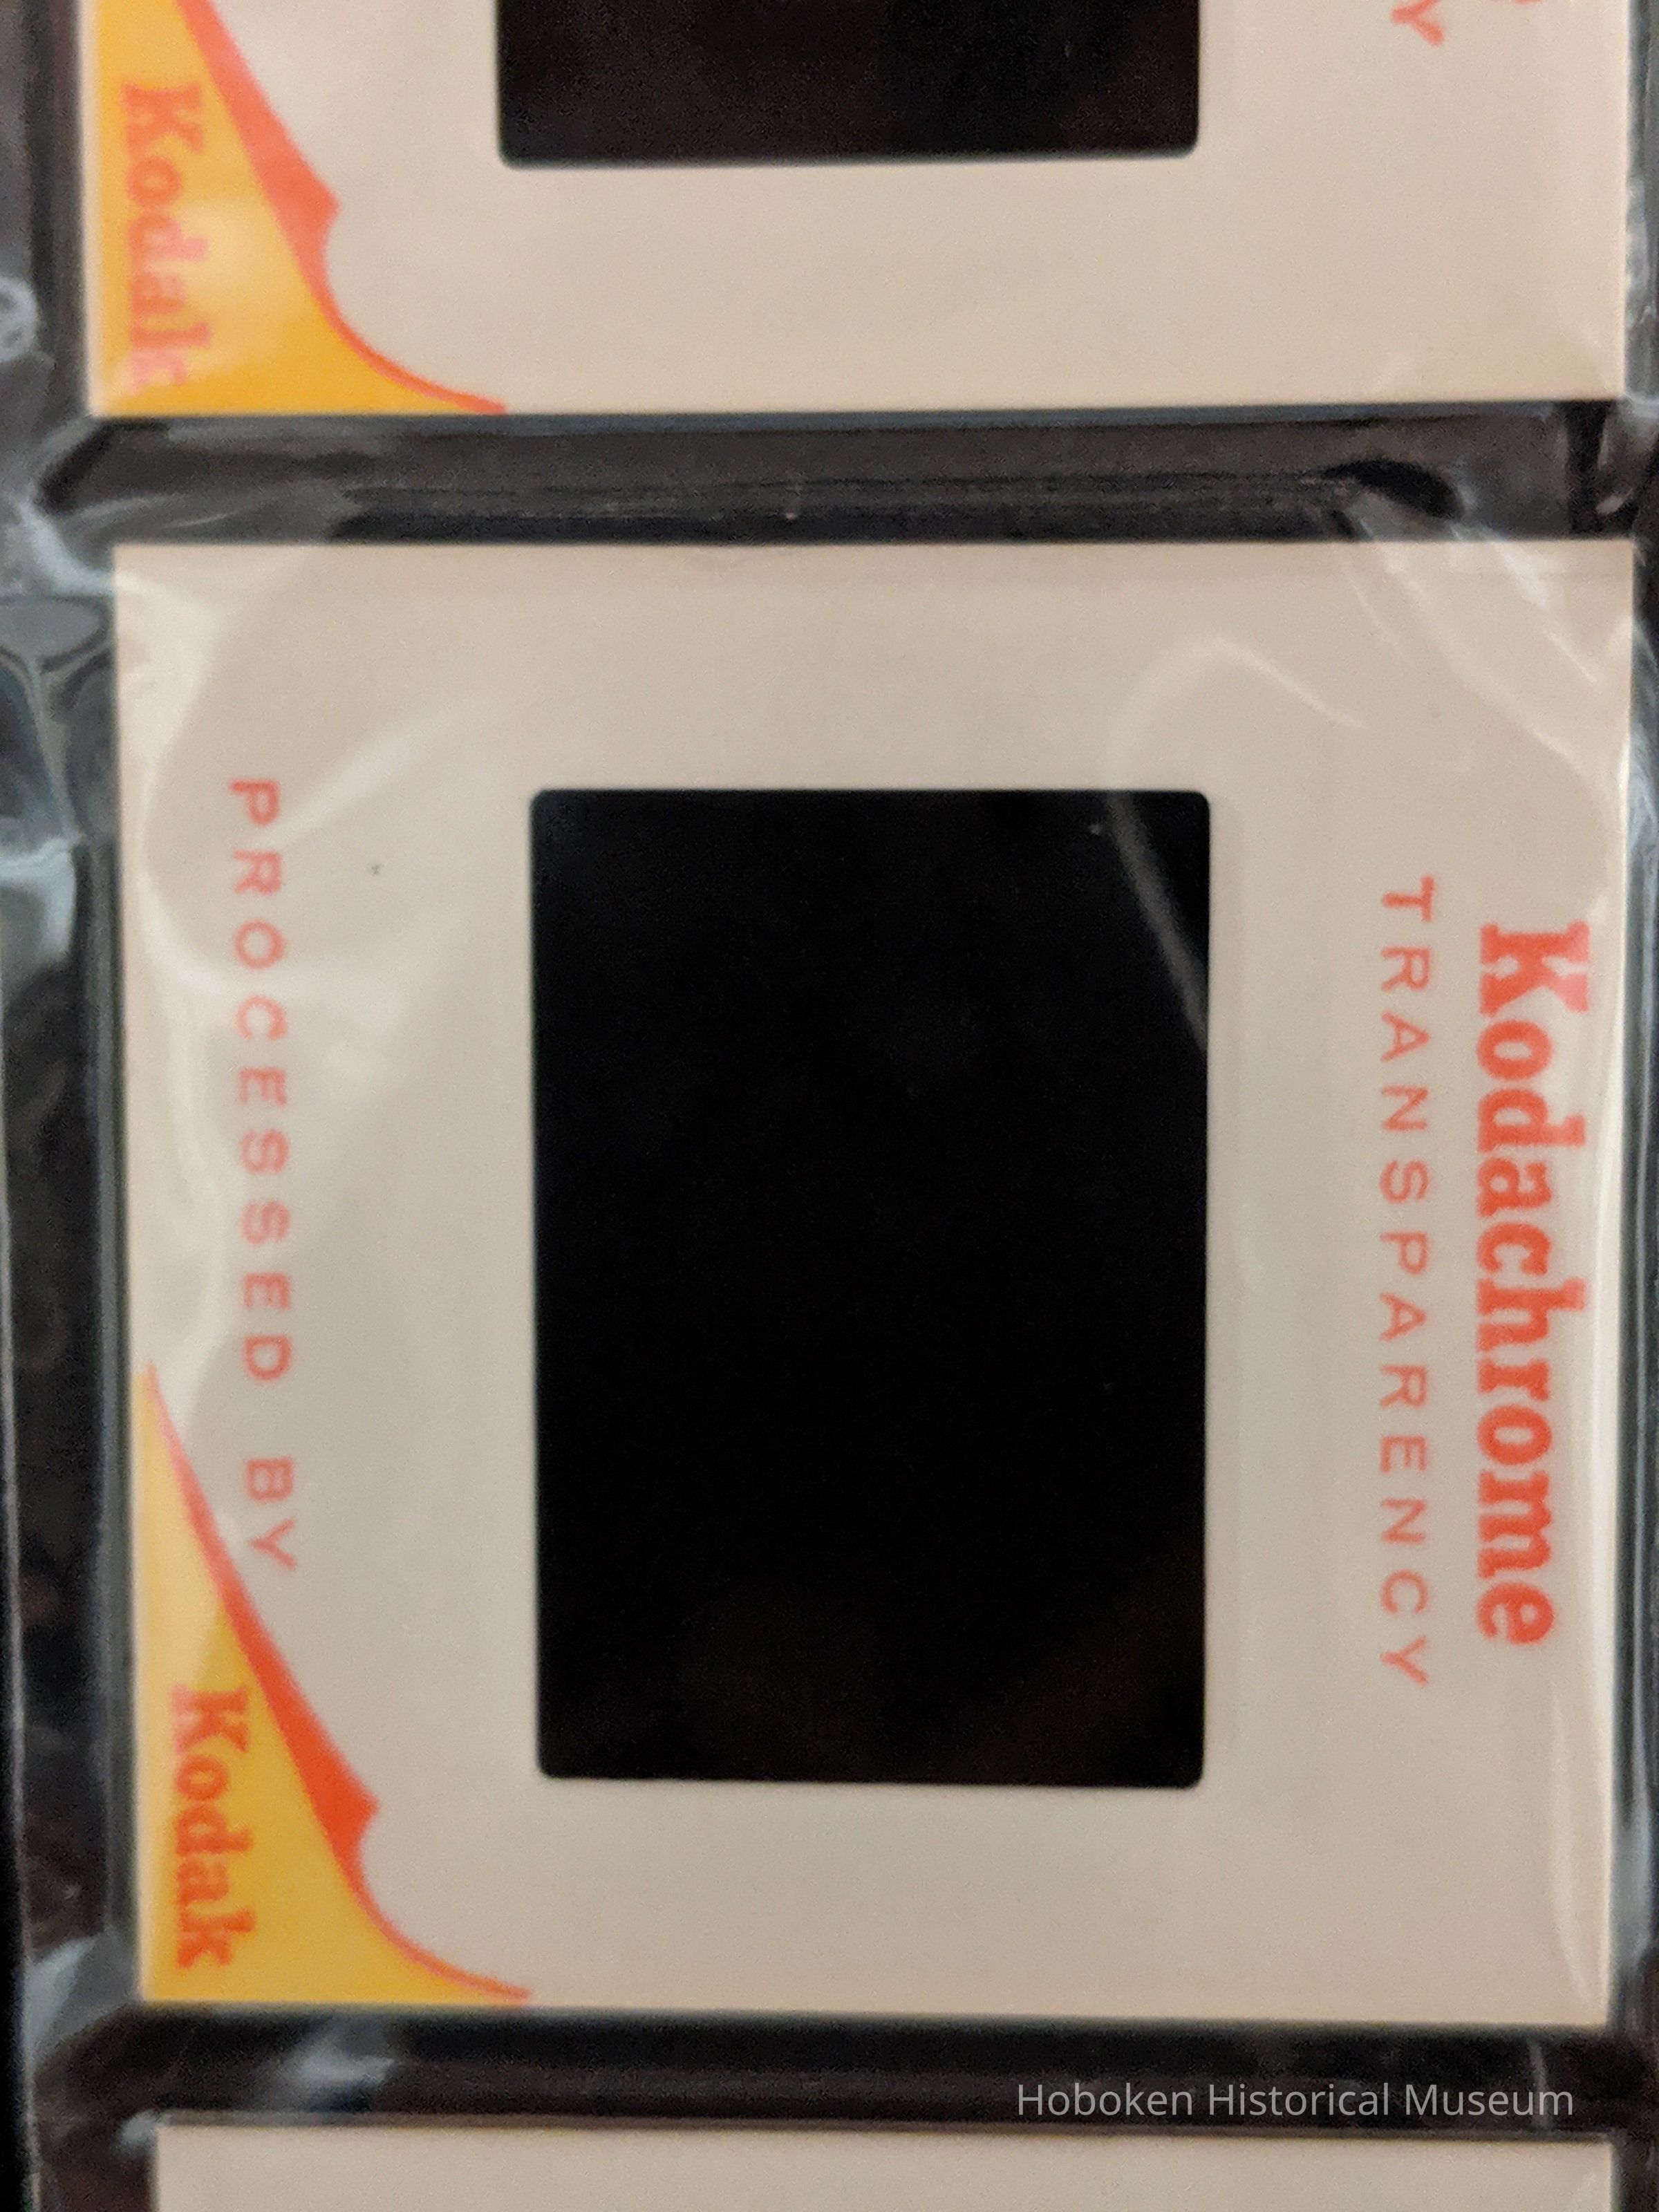 Kodak
Y
Kodachrome
TRANSPARENCY
PROCESSED BY
Kodak
Hoboken Historical Museum